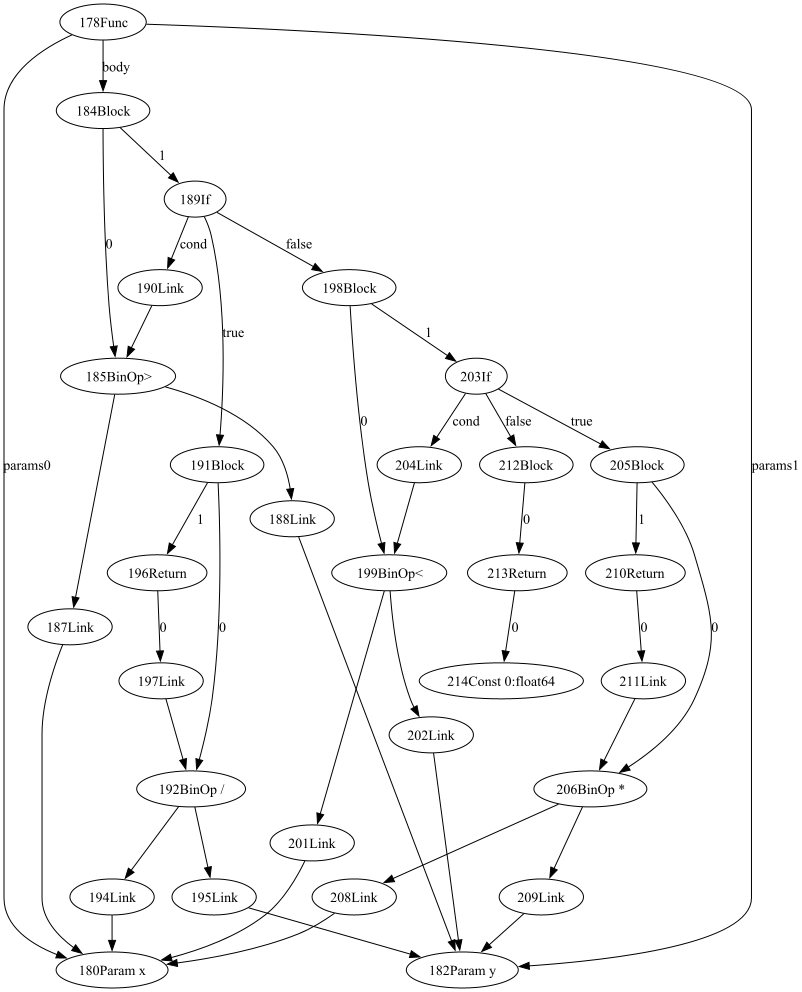 178Func
body
184Block
1
189If
0
cond
false
190Link
198Block
true
1
185BinOp>
203If
0
cond
false
true
params0
params1
191Block
204Link
212Block
205Block
1
188Link
0
1
196Return
199BinOp<
213Return
210Return
187Link
0
0
0
0
0
197Link
214Const 0:float64
211Link
202Link
192BinOp /
206BinOp *
201Link
194Link
195Link
208Link
209Link
180Param x
182Param y